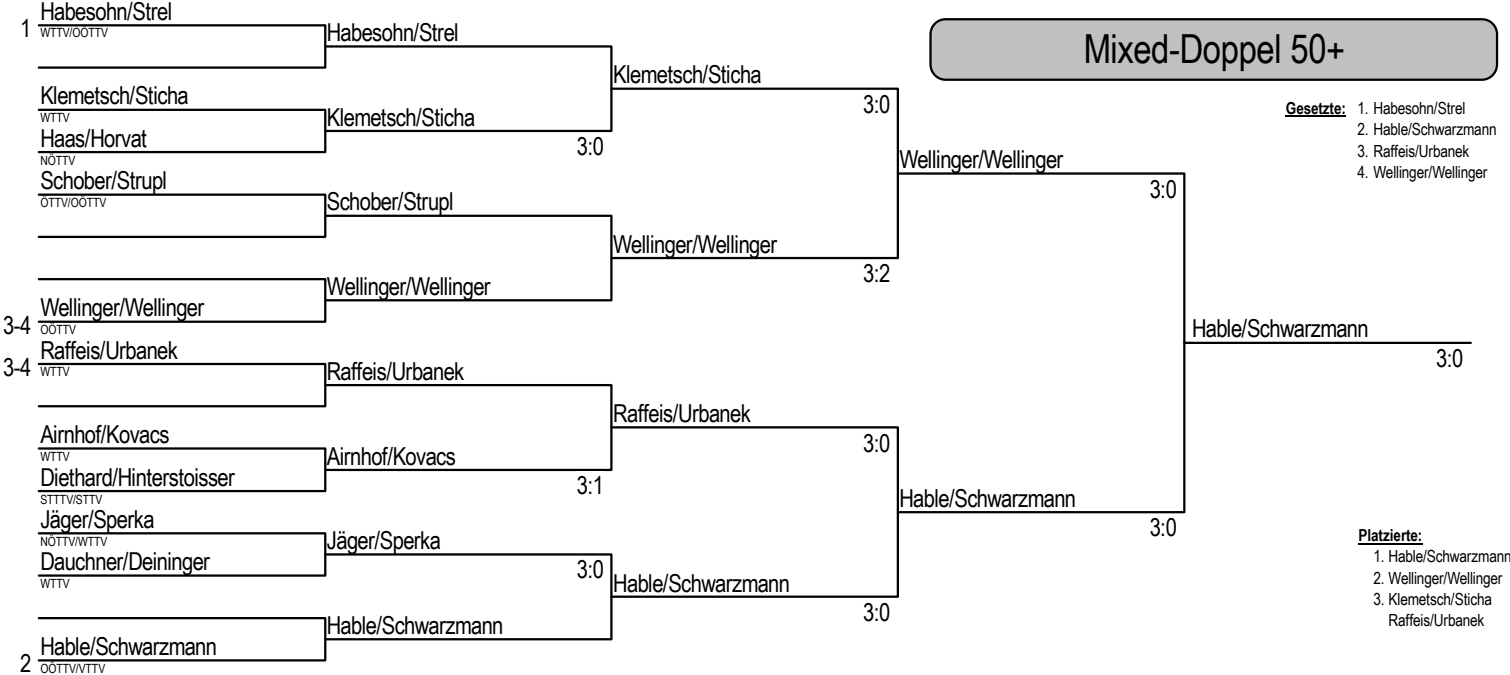 Mixed-Doppel 50+
Gesetzte: 1. Habesohn/Strel
2. Hable/Schwarzmann
3. Raffeis/Urbanek
4. Wellinger/Wellinger
1 Habesohn/Strel
WTTV/OÖTTV
Klemetsch/Sticha
WTTV
Haas/Horvat
NÖTTV
Schober/Strupl
ÖTTV/OÖTTV
3-4 Wellinger/Wellinger
OÖTTV
3-4 Raffeis/Urbanek
WTTV
Airnhof/Kovacs
WTTV
Diethard/Hinterstoisser
STTTV/STTV
Jäger/Sperka
NÖTTV/WTTV
Dauchner/Deininger
WTTV
2 Hable/Schwarzmann
OÖTTV/VTTV
Habesohn/Strel
Klemetsch/Sticha
3:0
Schober/Strupl
Wellinger/Wellinger
Raffeis/Urbanek
Airnhof/Kovacs
3:1
Jäger/Sperka
3:0
Hable/Schwarzmann
Klemetsch/Sticha
3:0
Wellinger/Wellinger
3:2
Raffeis/Urbanek
3:0
Hable/Schwarzmann
3:0
Wellinger/Wellinger
3:0
Hable/Schwarzmann
3:0
Hable/Schwarzmann
3:0
Platzierte:
1. Hable/Schwarzmann
2. Wellinger/Wellinger
3. Klemetsch/Sticha
Raffeis/Urbanek